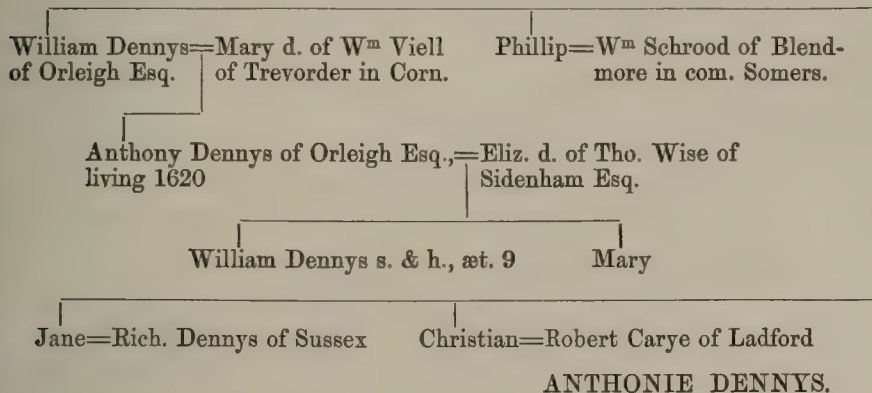 William Dennys=Mary d. of Wᵐ Viell
of Orleigh Esq. of Trevorder in Corn.
Phillip=Wᵐ Schrood of Blend-
more in com. Somers.
Anthony Dennys of Orleigh Esq.,=Eliz. d. of Tho. Wise of
living 1620 Sidenham Esq.
William Dennys s. & h., æt. 9 Mary
Jane=Rich. Dennys of Sussex Christian=Robert Carye of Ladford
ANTHONIE DENNYS.